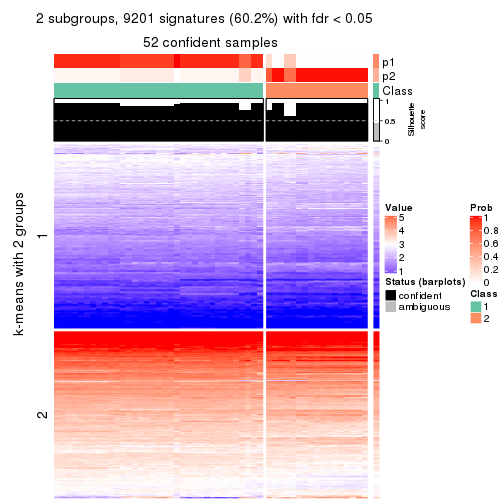 2 subgroups, 9201 signatures (60.2%) with fdr < 0.05
52 confident samples
p1
p2
Class
1
0.5
0
Silhouette
score
k-means with 2 groups
1
2
Value
5
4
3
2
1
Prob
1
0.8
0.6
0.4
0.2
0
Status (barplots)
confident
ambiguous
Class
1
2